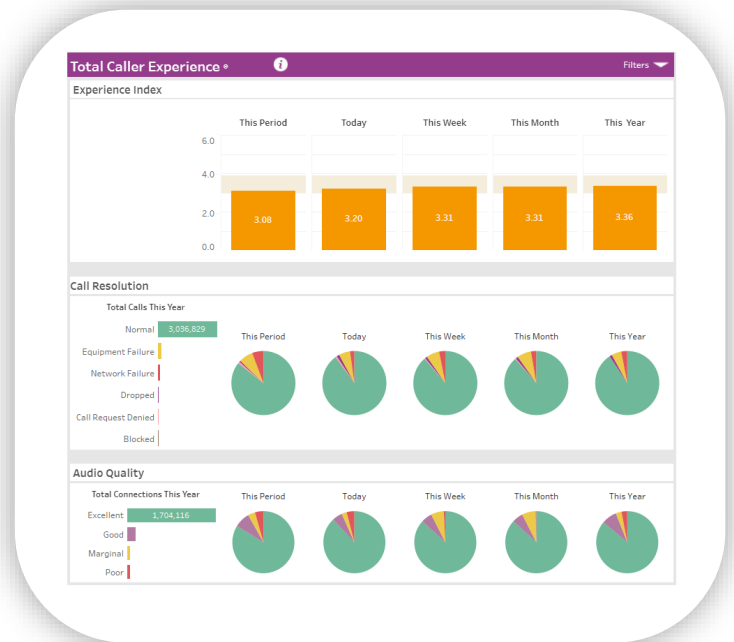 Total Caller Experience
i
Filters
Experience Index
This Period Today This Week This Month This Year
6.0
4.0
2.0
0.0
3.08 3.20 3.31 3.31 3.36
Call Resolution
Total Calls This Year
Normal 3,036,829
Equipment Failure
Network Failure
Dropped
Call Request Denied
Blocked
This Period Today This Week This Month This Year
Audio Quality
Total Connections This Year
Excellent 1,704,116
Good
Marginal
Poor
This Period Today This Week This Month This Year